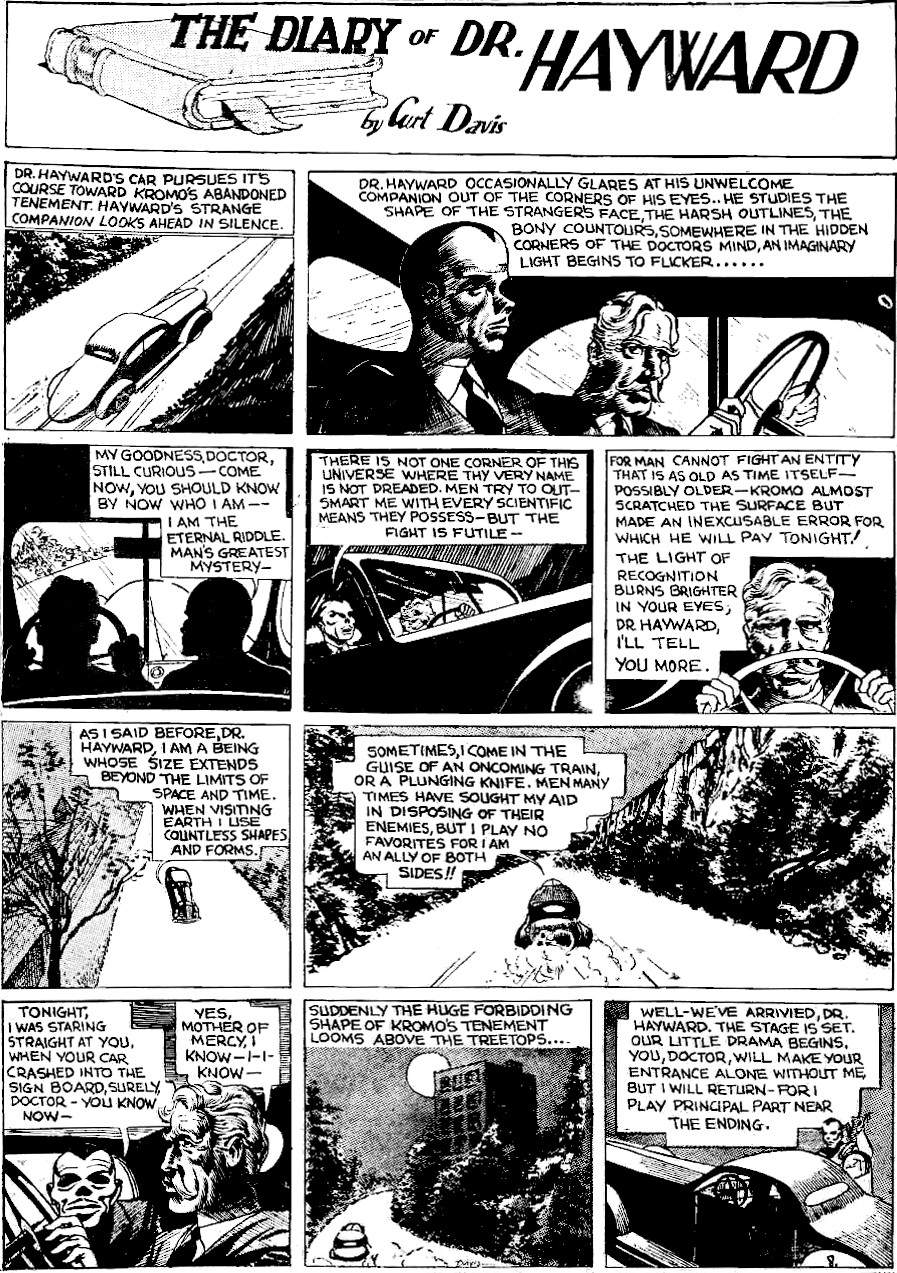 THE DIARY OF DR. HAYWARD
by Curt Davis
DR. HAYWARD'S CAR PURSUES IT'S
COURSE TOWARD KROMO'S ABANDONED
TENEMENT. HAYWARD'S STRANGE
COMPANION LOOKS AHEAD IN SILENCE.
DR. HAYWARD OCCASIONALLY GLARES AT HIS UNWELCOME
COMPANION OUT OF THE CORNERS OF HIS EYES.. HE STUDIES THE
SHAPE OF THE STRANGER'S FACE, THE HARSH OUTLINES, THE
BONY COUNTOURS, SOMEWHERE IN THE HIDDEN
CORNERS OF THE DOCTORS MIND, AN IMAGINARY
LIGHT BEGINS TO FLICKER......
MY GOODNESS, DOCTOR,
STILL CURIOUS — COME
NOW, YOU SHOULD KNOW
BY NOW WHO I AM --
I AM THE
ETERNAL RIDDLE.
MAN'S GREATEST
MYSTERY—
THERE IS NOT ONE CORNER OF THIS
UNIVERSE WHERE THY VERY NAME
IS NOT DREADED. MEN TRY TO OUT-
SMART ME WITH EVERY SCIENTIFIC
MEANS THEY POSSESS—BUT THE
FIGHT IS FUTILE —
FOR MAN CANNOT FIGHT AN ENTITY
THAT IS AS OLD AS TIME ITSELF—
POSSIBLY OLDER—KROMO ALMOST
SCRATCHED THE SURFACE BUT
MADE AN INEXCUSABLE ERROR FOR
WHICH HE WILL PAY TONIGHT!
THE LIGHT OF
RECOGNITION
BURNS BRIGHTER
IN YOUR EYES,
DR. HAYWARD,
I'LL TELL
YOU MORE.
AS I SAID BEFORE, DR.
HAYWARD, I AM A BEING
WHOSE SIZE EXTENDS
BEYOND THE LIMITS OF
SPACE AND TIME.
WHEN VISITING
EARTH I USE
COUNTLESS SHAPES
AND FORMS.
SOMETIMES, I COME IN THE
GUISE OF AN ONCOMING TRAIN,
OR A PLUNGING KNIFE. MEN MANY
TIMES HAVE SOUGHT MY AID
IN DISPOSING OF THEIR
ENEMIES, BUT I PLAY NO
FAVORITES FOR I AM
AN ALLY OF BOTH
SIDES!!
TONIGHT,
I WAS STARING
STRAIGHT AT YOU,
WHEN YOUR CAR
CRASHED INTO THE
SIGN BOARD, SURELY,
DOCTOR - YOU KNOW
NOW —
YES,
MOTHER OF
MERCY, I
KNOW — I-I-
KNOW —
SUDDENLY THE HUGE FORBIDDING
SHAPE OF KROMO'S TENEMENT
LOOMS ABOVE THE TREETOPS....
DAVIS
WELL-WE'VE ARRIVIED, DR.
HAYWARD. THE STAGE IS SET.
OUR LITTLE DRAMA BEGINS,
YOU, DOCTOR, WILL MAKE YOUR
ENTRANCE ALONE WITHOUT ME,
BUT I WILL RETURN - FOR I
PLAY PRINCIPAL PART NEAR
THE ENDING.
8.